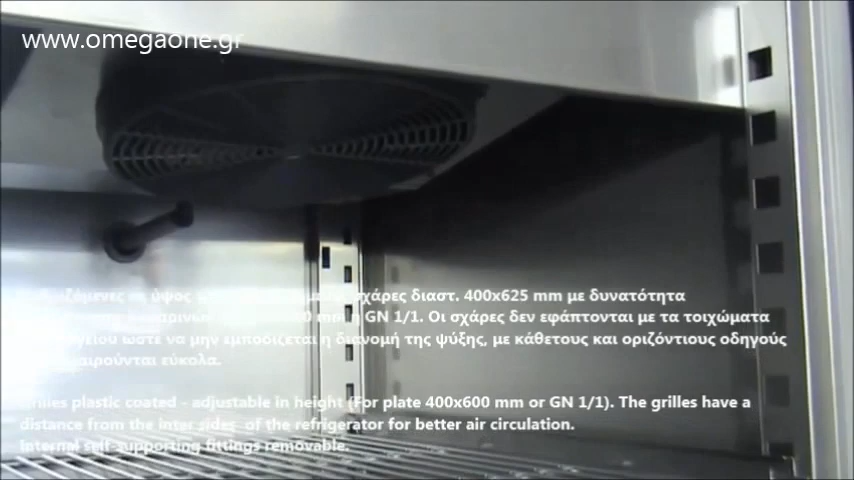 www.omegaone.gr
ύψος σχάρες διαστ. 400x625 mm με δυνατότητα
mm η GN 1/1. Οι σχάρες δεν εφάπτονται με τα τοιχώματα
ώστε να μην εμποδίζεται η διανομή της ψύξης, με κάθετους και οριζόντιους οδηγούς
εύκολα.
Grilles plastic coated - adjustable in height (For plate 400x600 mm or GN 1/1). The grilles have a
distance from the inter sides of the refrigerator for better air circulation.
Internal self-supporting fittings removable.